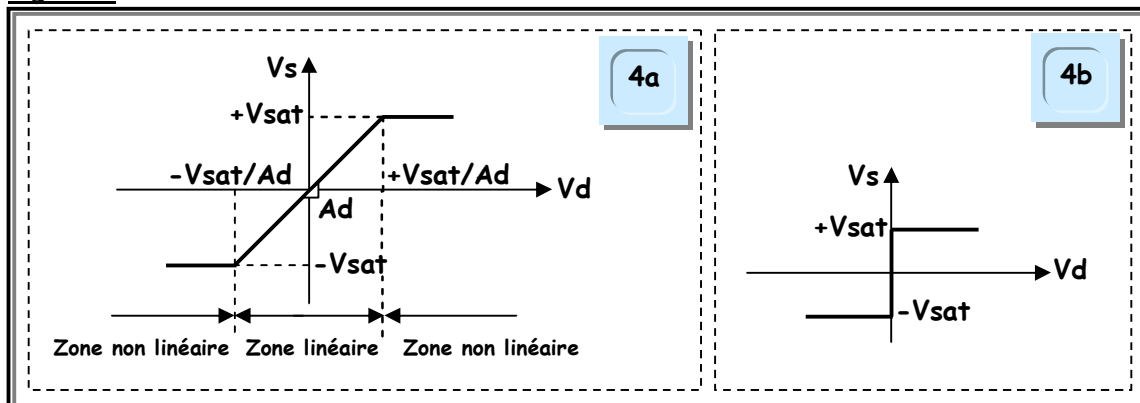 4a
Vs
+Vsat
-Vsat/Ad
+Vsat/Ad
Vd
Ad
-Vsat
Zone non linéaire
Zone linéaire
Zone non linéaire
4b
Vs
+Vsat
Vd
-Vsat